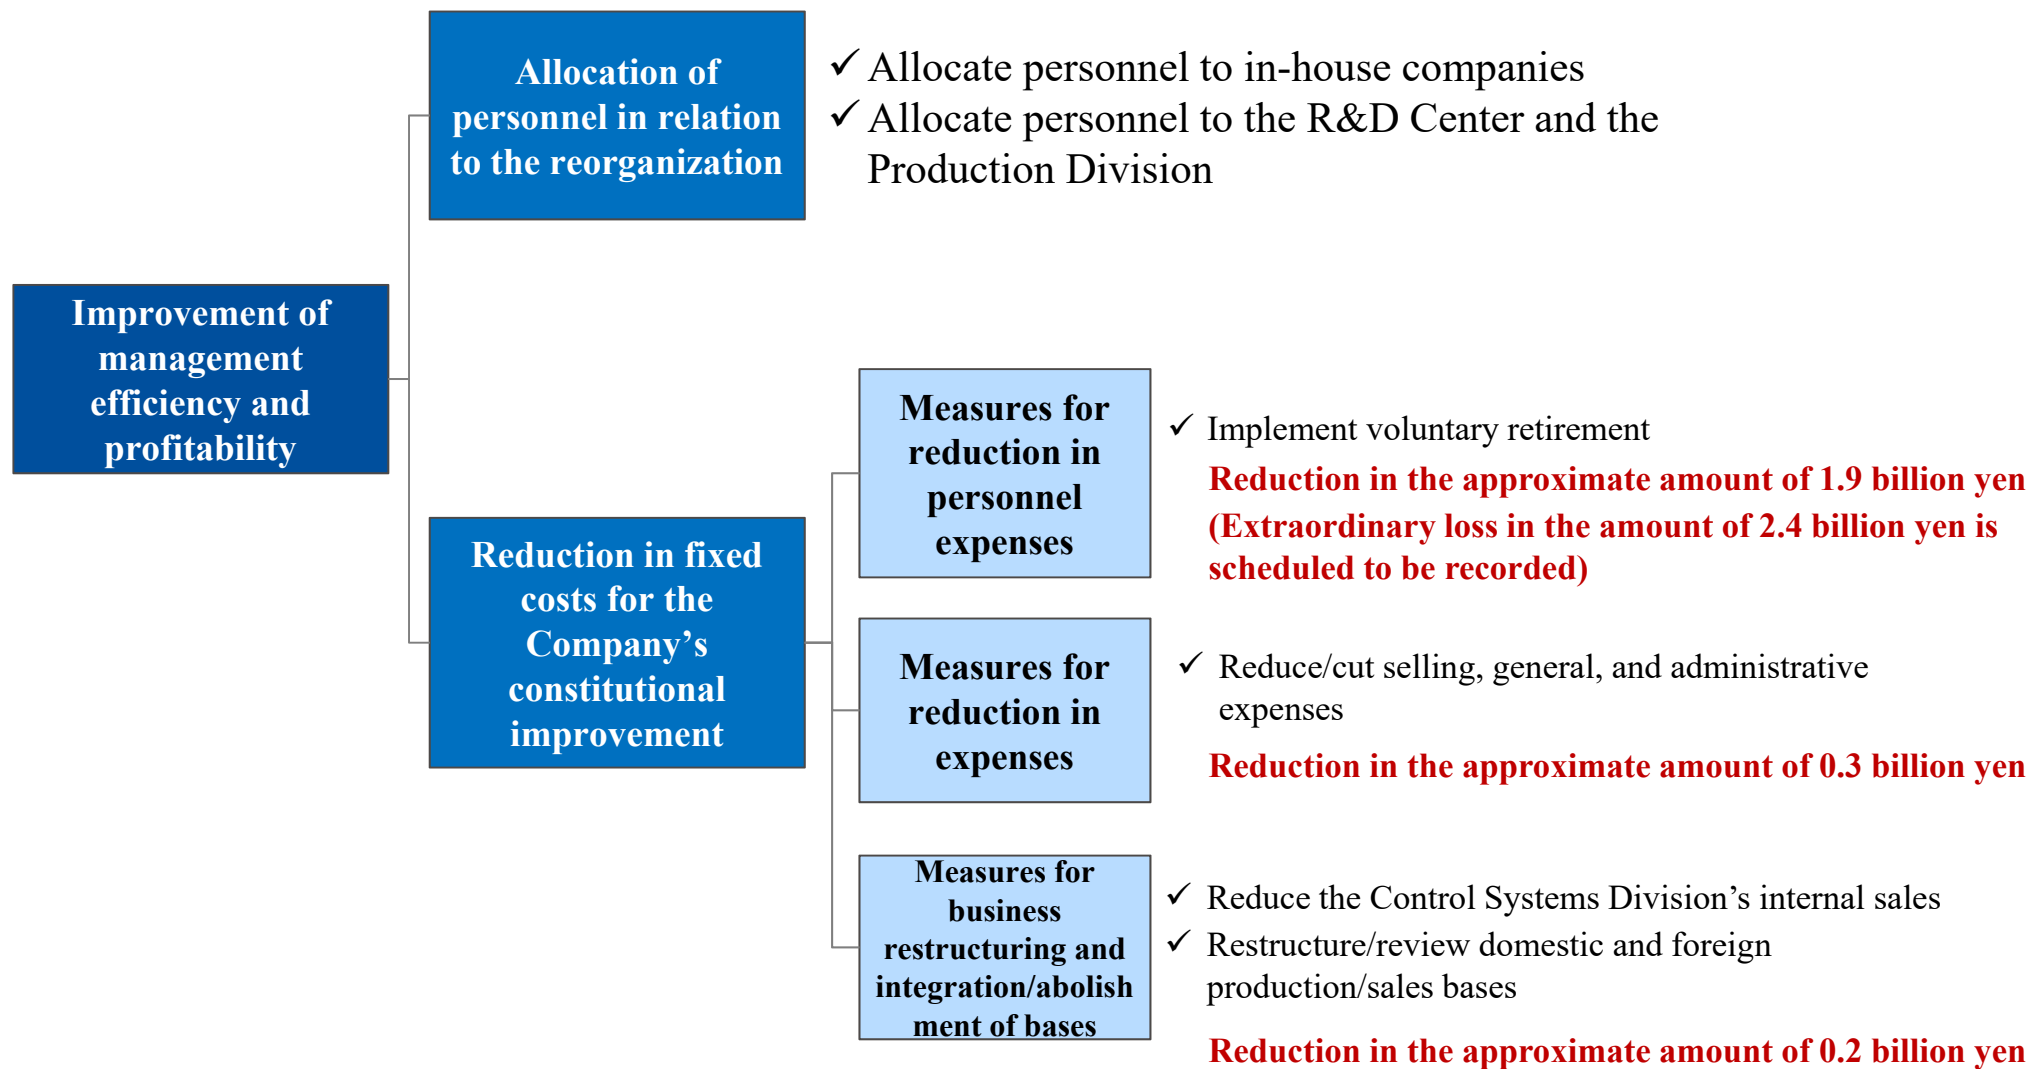 Allocation of
personnel in relation
to the reorganization
✓ Allocate personnel to in-house companies
✓ Allocate personnel to the R&D Center and the
Production Division
Improvement of
management
efficiency and
profitability
Reduction in fixed
costs for the
Company’s
constitutional
improvement
Measures for
reduction in
personnel
expenses
✓ Implement voluntary retirement
Reduction in the approximate amount of 1.9 billion yen
(Extraordinary loss in the amount of 2.4 billion yen is
scheduled to be recorded)
Measures for
reduction in
expenses
✓ Reduce/cut selling, general, and administrative
expenses
Reduction in the approximate amount of 0.3 billion yen
Measures for
business
restructuring and
integration/abolish
ment of bases
✓ Reduce the Control Systems Division’s internal sales
✓ Restructure/review domestic and foreign
production/sales bases
Reduction in the approximate amount of 0.2 billion yen